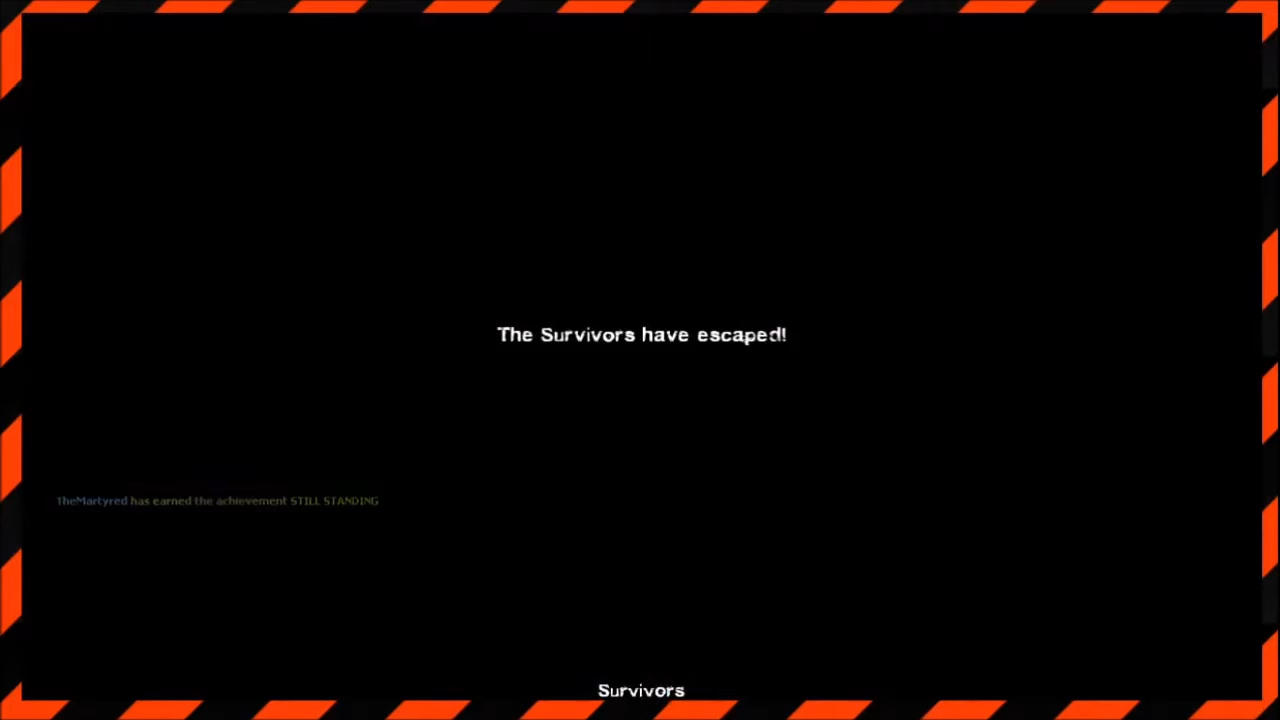 The Survivors have escaped!
TheMartyred has earned the achievement STILL STANDING
Survivors